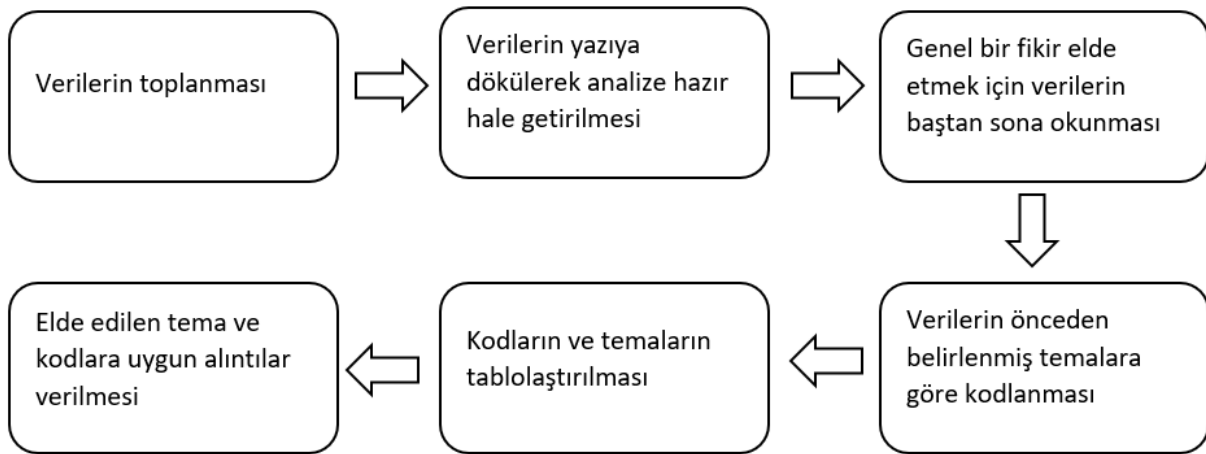 Verilerin toplanması
Verilerin yazıya
dökülerek analize hazır
hale getirilmesi
Genel bir fikir elde
etmek için verilerin
baştan sona okunması
Verilerin önceden
belirlenmiş temalara
göre kodlanması
Kodların ve temaların
tablolaştırılması
Elde edilen tema ve
kodlara uygun alıntılar
verilmesi